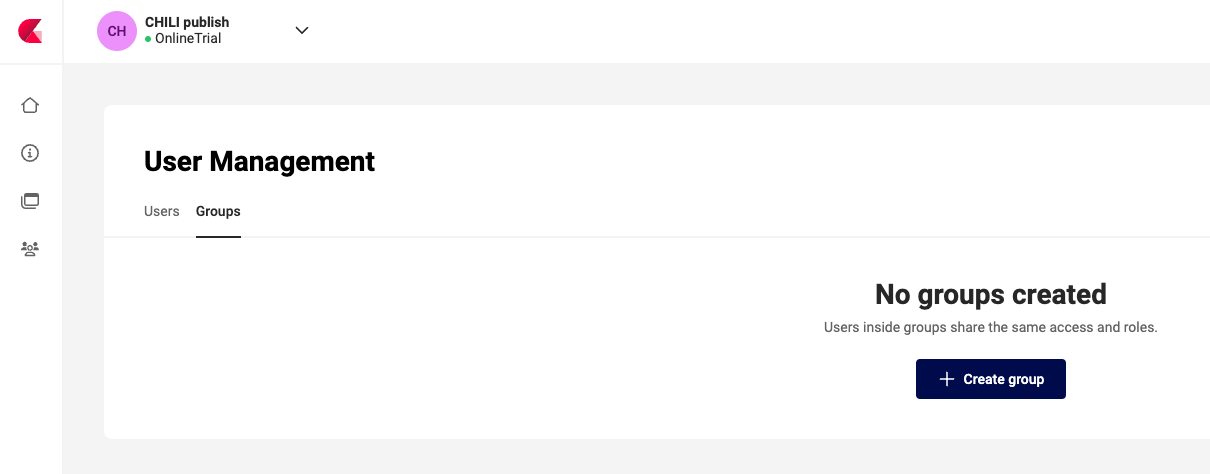 CH
CHILI publish
OnlineTrial
User Management
Users
Groups
No groups created
Users inside groups share the same access and roles.
Create group